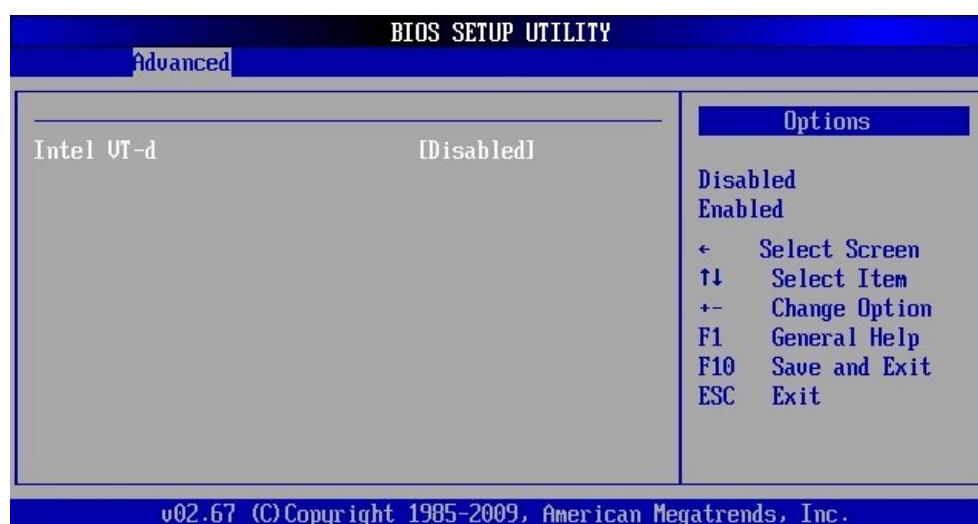 BIOS SETUP UTILITY
Advanced
Intel VT-d [Disabled]
Options
Disabled
Enabled
← Select Screen
↑↓ Select Item
+- Change Option
F1 General Help
F10 Save and Exit
ESC Exit
v02.67 (C)Copyright 1985-2009, American Megatrends, Inc.